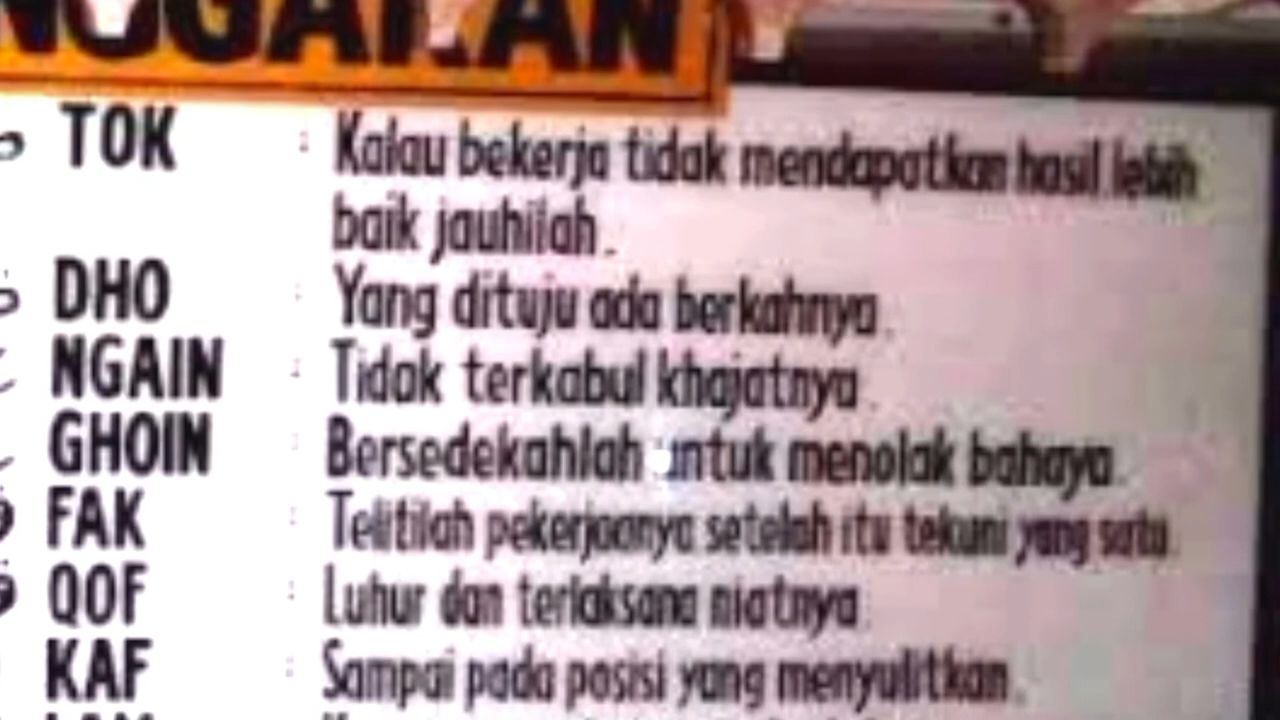 TOK : Kalau bekerja tidak mendapatkan hasil lebih
baik jauhilah.
DHO : Yang dituju ada berkahnya.
NGAIN : Tidak terkabul khajatnya.
GHOIN : Bersedekahlah untuk menolak bahaya.
FAK : Telitilah pekerjaanya setelah itu tekuni yang satu.
QOF : Luhur dan terlaksana niatnya.
KAF : Sampai pada posisi yang menyulitkan.